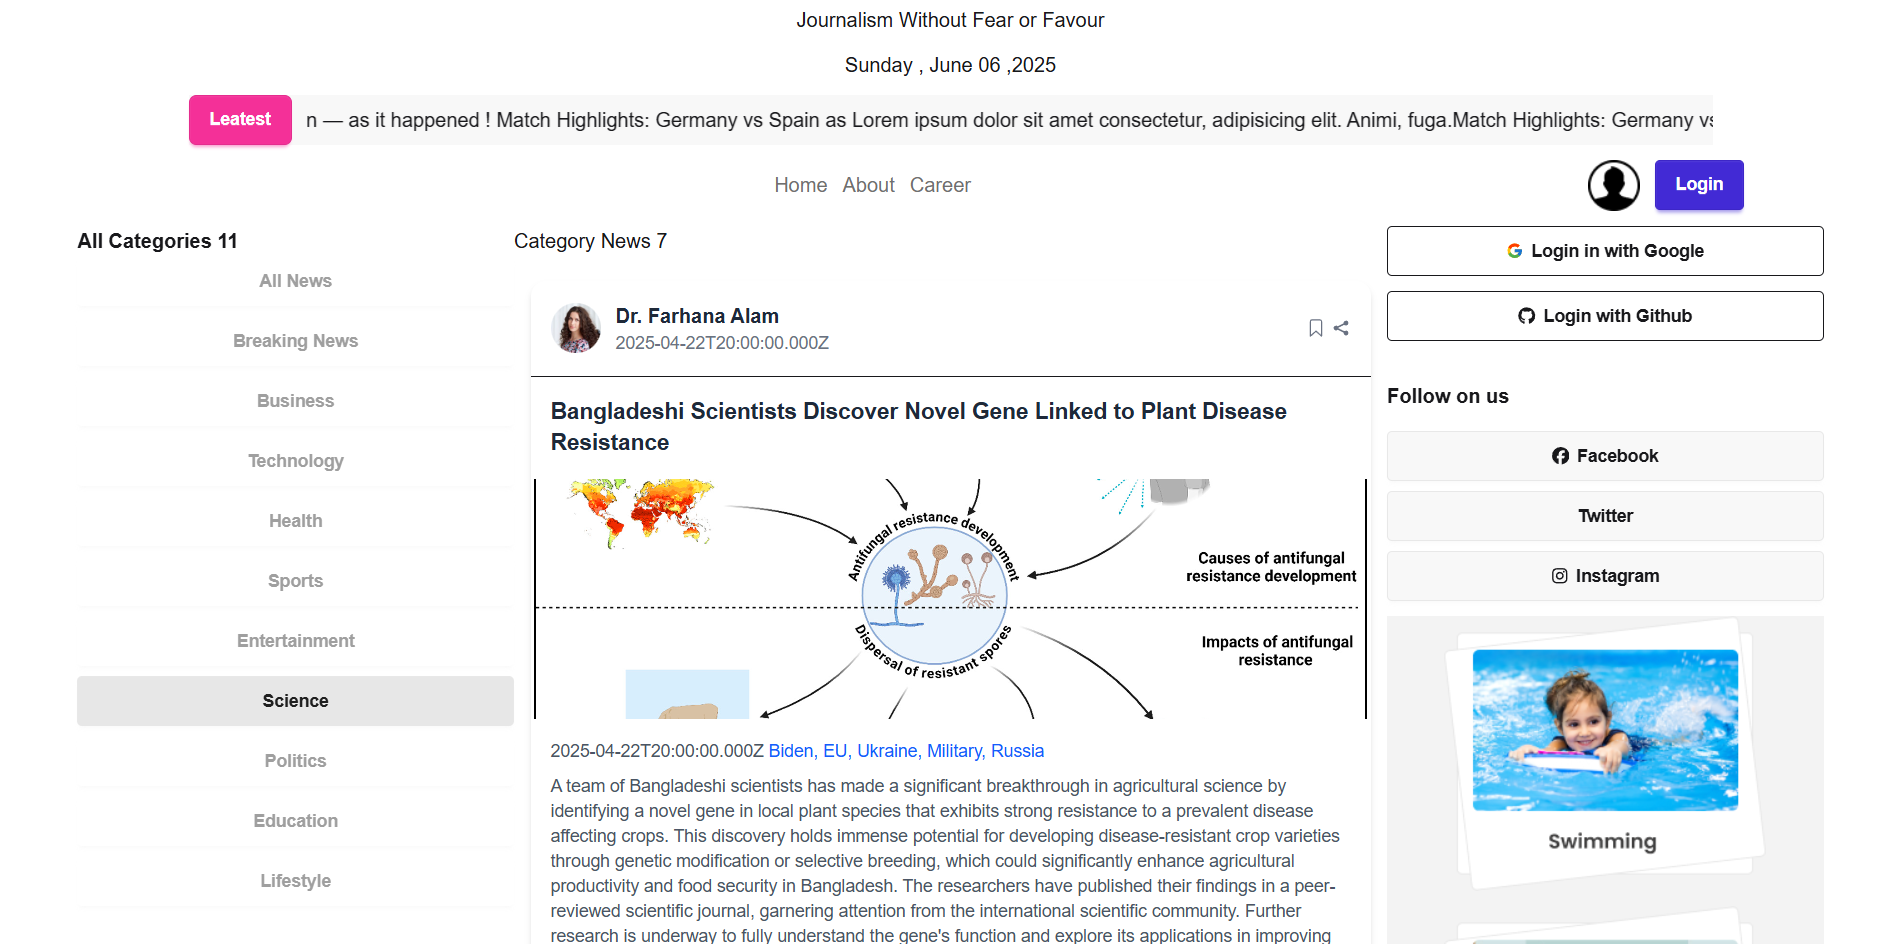 Journalism Without Fear or Favour
Sunday , June 06 ,2025
Leatest
n — as it happened ! Match Highlights: Germany vs Spain as Lorem ipsum dolor sit amet consectetur, adipisicing elit. Animi, fuga.Match Highlights: Germany vs
Home About Career
Login
All Categories 11
All News
Breaking News
Business
Technology
Health
Sports
Entertainment
Science
Politics
Education
Lifestyle
Category News 7
Dr. Farhana Alam
2025-04-22T20:00:00.000Z
Bangladeshi Scientists Discover Novel Gene Linked to Plant Disease
Resistance
Antifungal resistance development
Causes of antifungal
resistance development
Dispersal of resistant spores
Impacts of antifungal
resistance
2025-04-22T20:00:00.000Z Biden, EU, Ukraine, Military, Russia
A team of Bangladeshi scientists has made a significant breakthrough in agricultural science by
identifying a novel gene in local plant species that exhibits strong resistance to a prevalent disease
affecting crops. This discovery holds immense potential for developing disease-resistant crop varieties
through genetic modification or selective breeding, which could significantly enhance agricultural
productivity and food security in Bangladesh. The researchers have published their findings in a peer-
reviewed scientific journal, garnering attention from the international scientific community. Further
research is underway to fully understand the gene's function and explore its applications in improving
Login in with Google
Login with Github
Follow on us
Facebook
Twitter
Instagram
Swimming